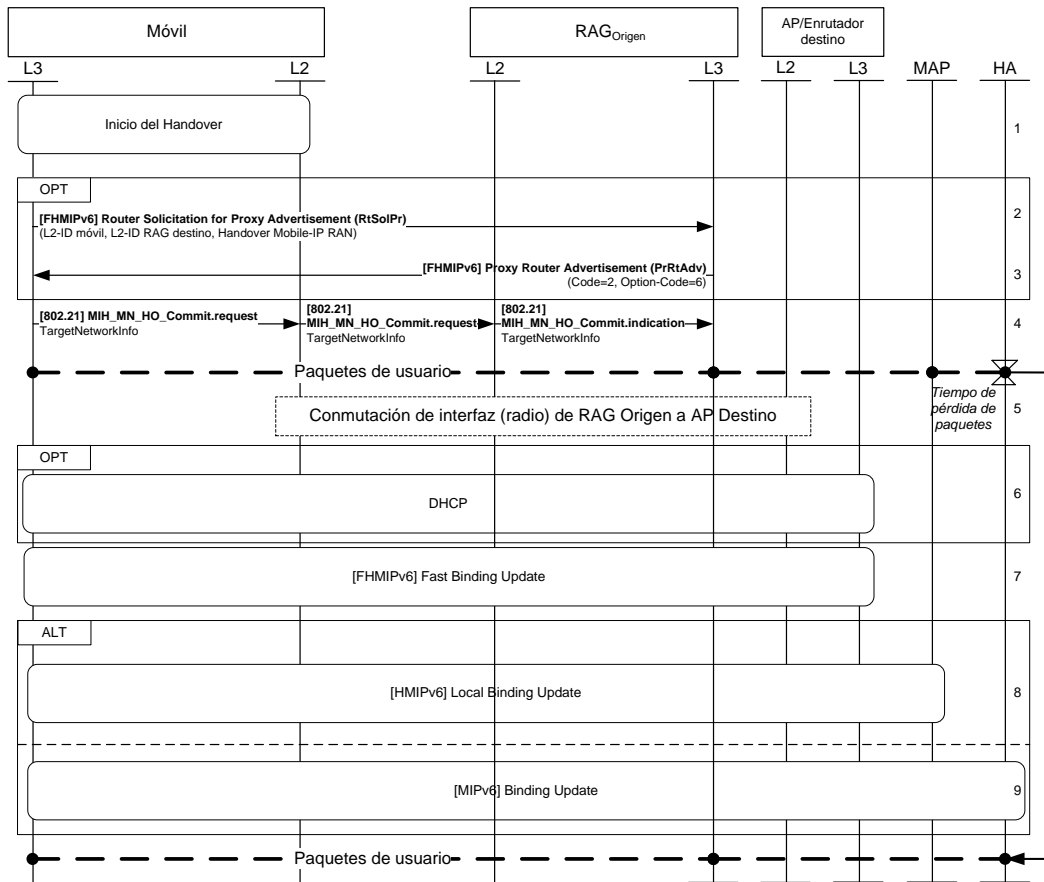 Móvil
RAGOrigen
AP/Enrutador
destino
L3
L2
L2
L3
L2
L3
MAP
HA
Inicio del Handover
1
OPT
[FHMIPv6] Router Solicitation for Proxy Advertisement (RtSolPr)
(L2-ID móvil, L2-ID RAG destino, Handover Mobile-IP RAN)
2
[FHMIPv6] Proxy Router Advertisement (PrRtAdv)
(Code=2, Option-Code=6)
3
[802.21] MIH_MN_HO_Commit.request
TargetNetworkInfo
[802.21]
MIH_MN_HO_Commit.request
TargetNetworkInfo
[802.21]
MIH_MN_HO_Commit.indication
TargetNetworkInfo
4
Paquetes de usuario
Tiempo de
pérdida de
paquetes
Conmutación de interfaz (radio) de RAG Origen a AP Destino
5
OPT
DHCP
6
[FHMIPv6] Fast Binding Update
7
ALT
[HMIPv6] Local Binding Update
8
[MIPv6] Binding Update
9
Paquetes de usuario